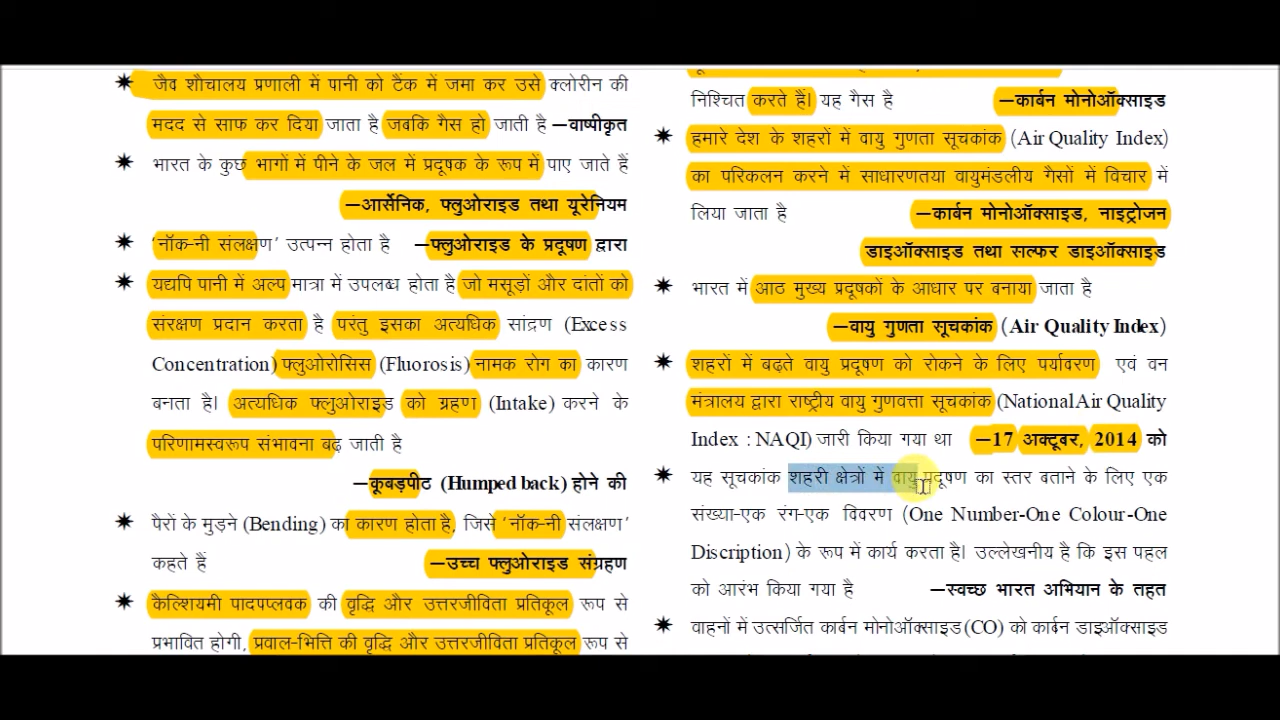 जैव शौचालय प्रणाली में पानी को टैंक में जमा कर उसे क्लोरीन की
मदद से साफ कर दिया जाता है जबकि गैस हो जाती है —वाष्पीकृत
भारत के कुछ भागों में पीने के जल में प्रदूषक के रूप में पाए जाते हैं
—आर्सेनिक, फ्लुओराइड तथा यूरेनियम
'नॉक-नी संलक्षण' उत्पन्न होता है —फ्लुओराइड के प्रदूषण द्वारा
यद्यपि पानी में अल्प मात्रा में उपलब्ध होता है जो मसूड़ों और दांतों को
संरक्षण प्रदान करता है परंतु इसका अत्यधिक सांद्रण (Excess
Concentration) फ्लुओरोसिस (Fluorosis) नामक रोग का कारण
बनता है। अत्यधिक फ्लुओराइड को ग्रहण (Intake) करने के
परिणामस्वरूप संभावना बढ़ जाती है
—कूबड़पीठ (Humped back) होने की
पैरों के मुड़ने (Bending) का कारण होता है, जिसे 'नॉक-नी संलक्षण'
कहते हैं —उच्च फ्लुओराइड संग्रहण
कैल्शियमी पादपप्लवक की वृद्धि और उत्तरजीविता प्रतिकूल रूप से
प्रभावित होगी, प्रवाल-भित्ति की वृद्धि और उत्तरजीविता प्रतिकूल रूप से
निश्चित करते हैं। यह गैस है —कार्बन मोनोऑक्साइड
हमारे देश के शहरों में वायु गुणता सूचकांक (Air Quality Index)
का परिकलन करने में साधारणतया वायुमंडलीय गैसों में विचार में
लिया जाता है —कार्बन मोनोऑक्साइड, नाइट्रोजन
डाइऑक्साइड तथा सल्फर डाइऑक्साइड
भारत में आठ मुख्य प्रदूषकों के आधार पर बनाया जाता है
—वायु गुणता सूचकांक (Air Quality Index)
शहरों में बढ़ते वायु प्रदूषण को रोकने के लिए पर्यावरण एवं वन
मंत्रालय द्वारा राष्ट्रीय वायु गुणवत्ता सूचकांक (National Air Quality
Index : NAQI) जारी किया गया था —17 अक्टूबर, 2014 को
यह सूचकांक शहरी क्षेत्रों में वायु प्रदूषण का स्तर बताने के लिए एक
संख्या-एक रंग-एक विवरण (One Number-One Colour-One
Discription) के रूप में कार्य करता है। उल्लेखनीय है कि इस पहल
को आरंभ किया गया है —स्वच्छ भारत अभियान के तहत
वाहनों में उत्सर्जित कार्बन मोनोऑक्साइड (CO) को कार्बन डाइऑक्साइड